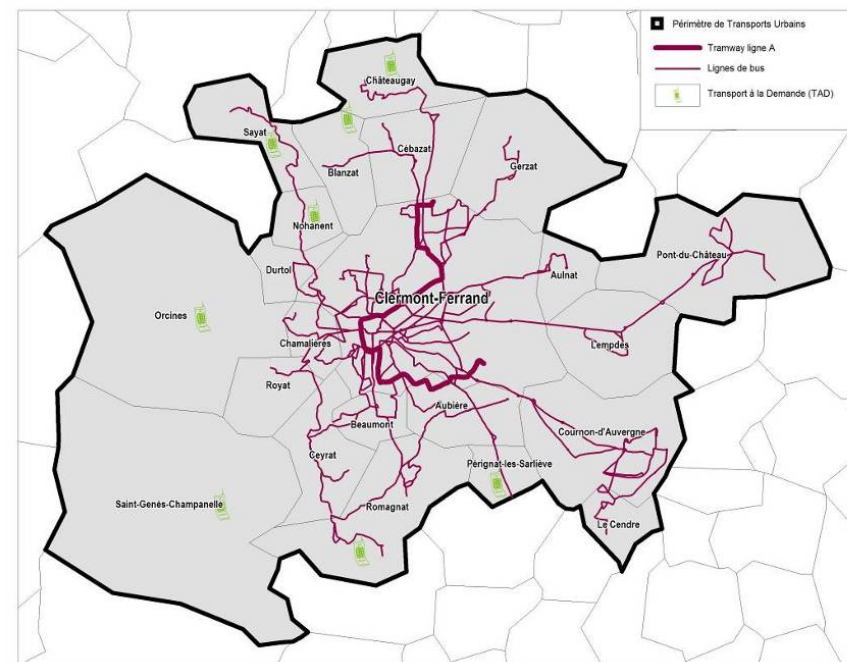 Périmètre de Transports Urbains
Tramway ligne A
Lignes de bus
Transport à la Demande (TAD)
Châteaugay
Sayat
Cébazat
Blanzat
Gerzat
Nohanent
Pont-du-Château
Durtol
Aulnat
Clermont-Ferrand
Orcines
Chamalières
Lempdes
Royat
Aubière
Beaumont
Cournon-d'Auvergne
Ceyrat
Pérignat-les-Sarliève
Saint-Genés-Champanelle
Romagnat
Le Cendre